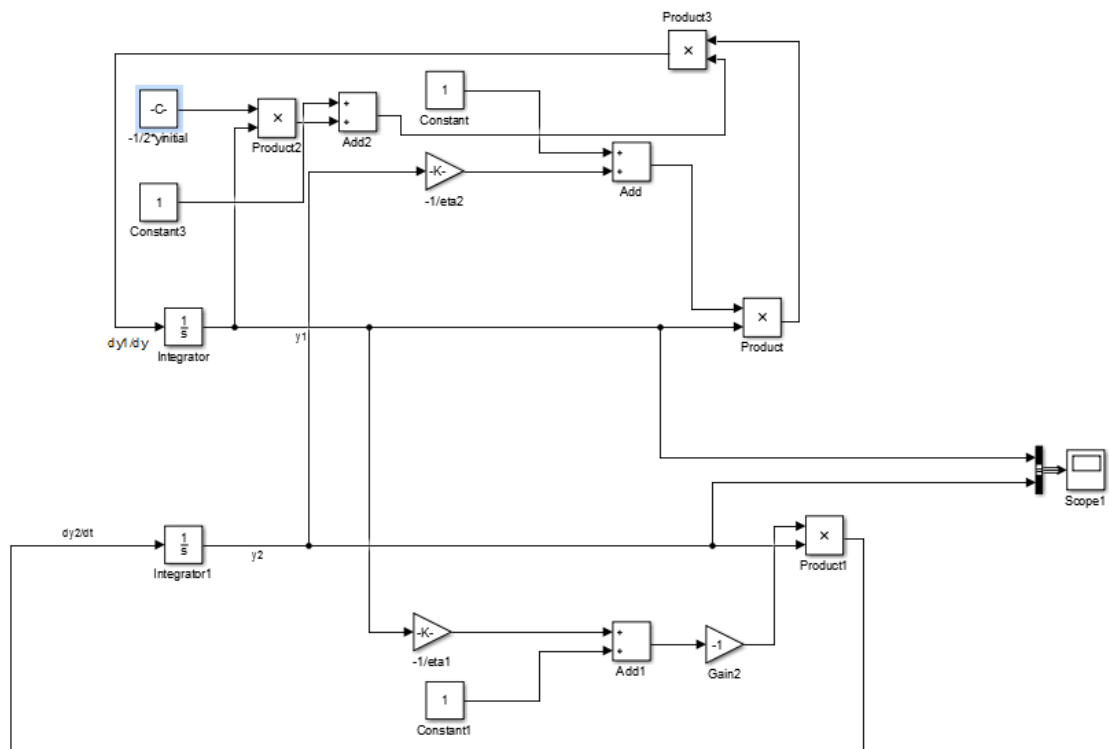 Product3
×
-C-
-1/2*yinitial
×
Product2
+
+
Add2
1
Constant
+
+
Add
-K-
-1/eta2
1
Constant3
1
s
Integrator
dy1/dy
y1
×
Product
Scope1
dy2/dt
1
s
Integrator1
y2
×
Product1
-K-
-1/eta1
+
+
Add1
-1
Gain2
1
Constant1